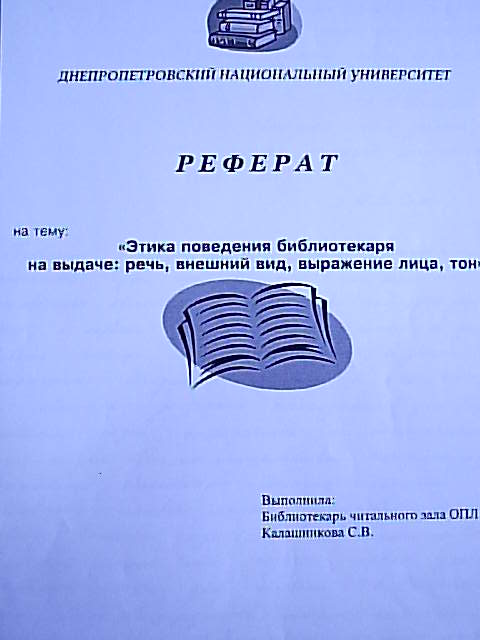 ДНЕПРОПЕТРОВСКИЙ НАЦИОНАЛЬНЫЙ УНИВЕРСИТЕТ
РЕФЕРАТ
на тему:
«Этика поведения библиотекаря
на выдаче: речь, внешний вид, выражение лица, тон»
Выполнила:
Библиотекарь читального зала ОПЛ
Калашникова С.В.